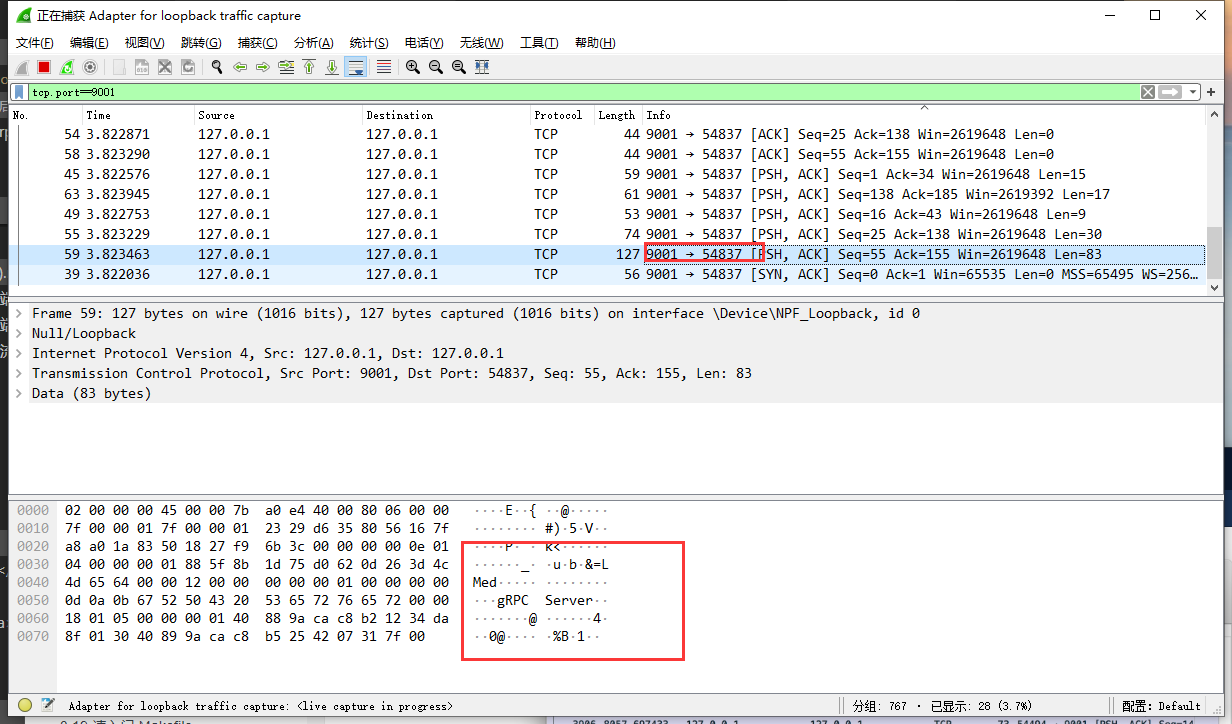 正在捕获 Adapter for loopback traffic capture
文件(F) 编辑(E) 视图(V) 跳转(G) 捕获(C) 分析(A) 统计(S) 电话(Y) 无线(W) 工具(T) 帮助(H)
tcp.port==9001
No. Time Source Destination Protocol Length Info
54 3.822871 127.0.0.1 127.0.0.1 TCP 44 9001 → 54837 [ACK] Seq=25 Ack=138 Win=2619648 Len=0
58 3.823290 127.0.0.1 127.0.0.1 TCP 44 9001 → 54837 [ACK] Seq=55 Ack=155 Win=2619648 Len=0
45 3.822576 127.0.0.1 127.0.0.1 TCP 59 9001 → 54837 [PSH, ACK] Seq=1 Ack=34 Win=2619648 Len=15
63 3.823945 127.0.0.1 127.0.0.1 TCP 61 9001 → 54837 [PSH, ACK] Seq=138 Ack=185 Win=2619392 Len=17
49 3.822753 127.0.0.1 127.0.0.1 TCP 53 9001 → 54837 [PSH, ACK] Seq=16 Ack=43 Win=2619648 Len=9
55 3.823229 127.0.0.1 127.0.0.1 TCP 74 9001 → 54837 [PSH, ACK] Seq=25 Ack=138 Win=2619648 Len=30
59 3.823463 127.0.0.1 127.0.0.1 TCP 127 9001 → 54837 [PSH, ACK] Seq=55 Ack=155 Win=2619648 Len=83
39 3.822036 127.0.0.1 127.0.0.1 TCP 56 9001 → 54837 [SYN, ACK] Seq=0 Ack=1 Win=65535 Len=0 MSS=65495 WS=256…
Frame 59: 127 bytes on wire (1016 bits), 127 bytes captured (1016 bits) on interface \Device\NPF_Loopback, id 0
Null/Loopback
Internet Protocol Version 4, Src: 127.0.0.1, Dst: 127.0.0.1
Transmission Control Protocol, Src Port: 9001, Dst Port: 54837, Seq: 55, Ack: 155, Len: 83
Data (83 bytes)
0000 02 00 00 00 45 00 00 7b a0 e4 40 00 80 06 00 00 ····E··{ ··@·····
0010 7f 00 00 01 7f 00 00 01 23 29 d6 35 80 56 16 7f ········ #)·5·V··
0020 a8 a0 1a 83 50 18 27 f9 6b 3c 00 00 00 00 0e 01 ····P·'· k<······
0030 04 00 00 00 01 88 5f 8b 1d 75 d0 62 0d 26 3d 4c ······_· ·u·b·&=L
0040 4d 65 64 00 00 12 00 00 00 00 00 01 00 00 00 00 Med····· ········
0050 0d 0a 0b 67 52 50 43 20 53 65 72 76 65 72 00 00 ···gRPC Server··
0060 18 01 05 00 00 00 01 40 88 9a ca c8 b2 12 34 da ·······@ ······4·
0070 8f 01 30 40 89 9a ca c8 b5 25 42 07 31 7f 00 ··0@···· ·%B·1··
Adapter for loopback traffic capture: <live capture in progress> 分组: 767 · 已显示: 28 (3.7%) 配置: Default